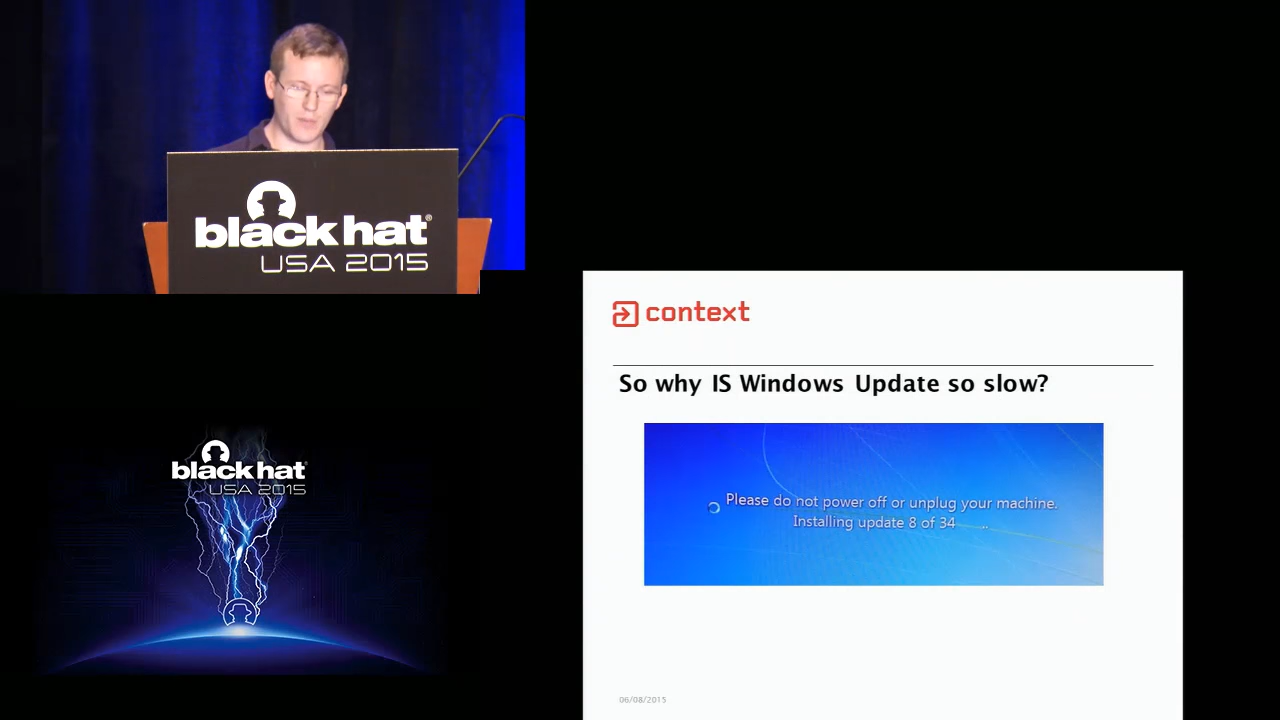 black hat®
USA 2015
context
So why IS Windows Update so slow?
Please do not power off or unplug your machine.
Installing update 8 of 34 ..
black hat
USA 2015
06/08/2015